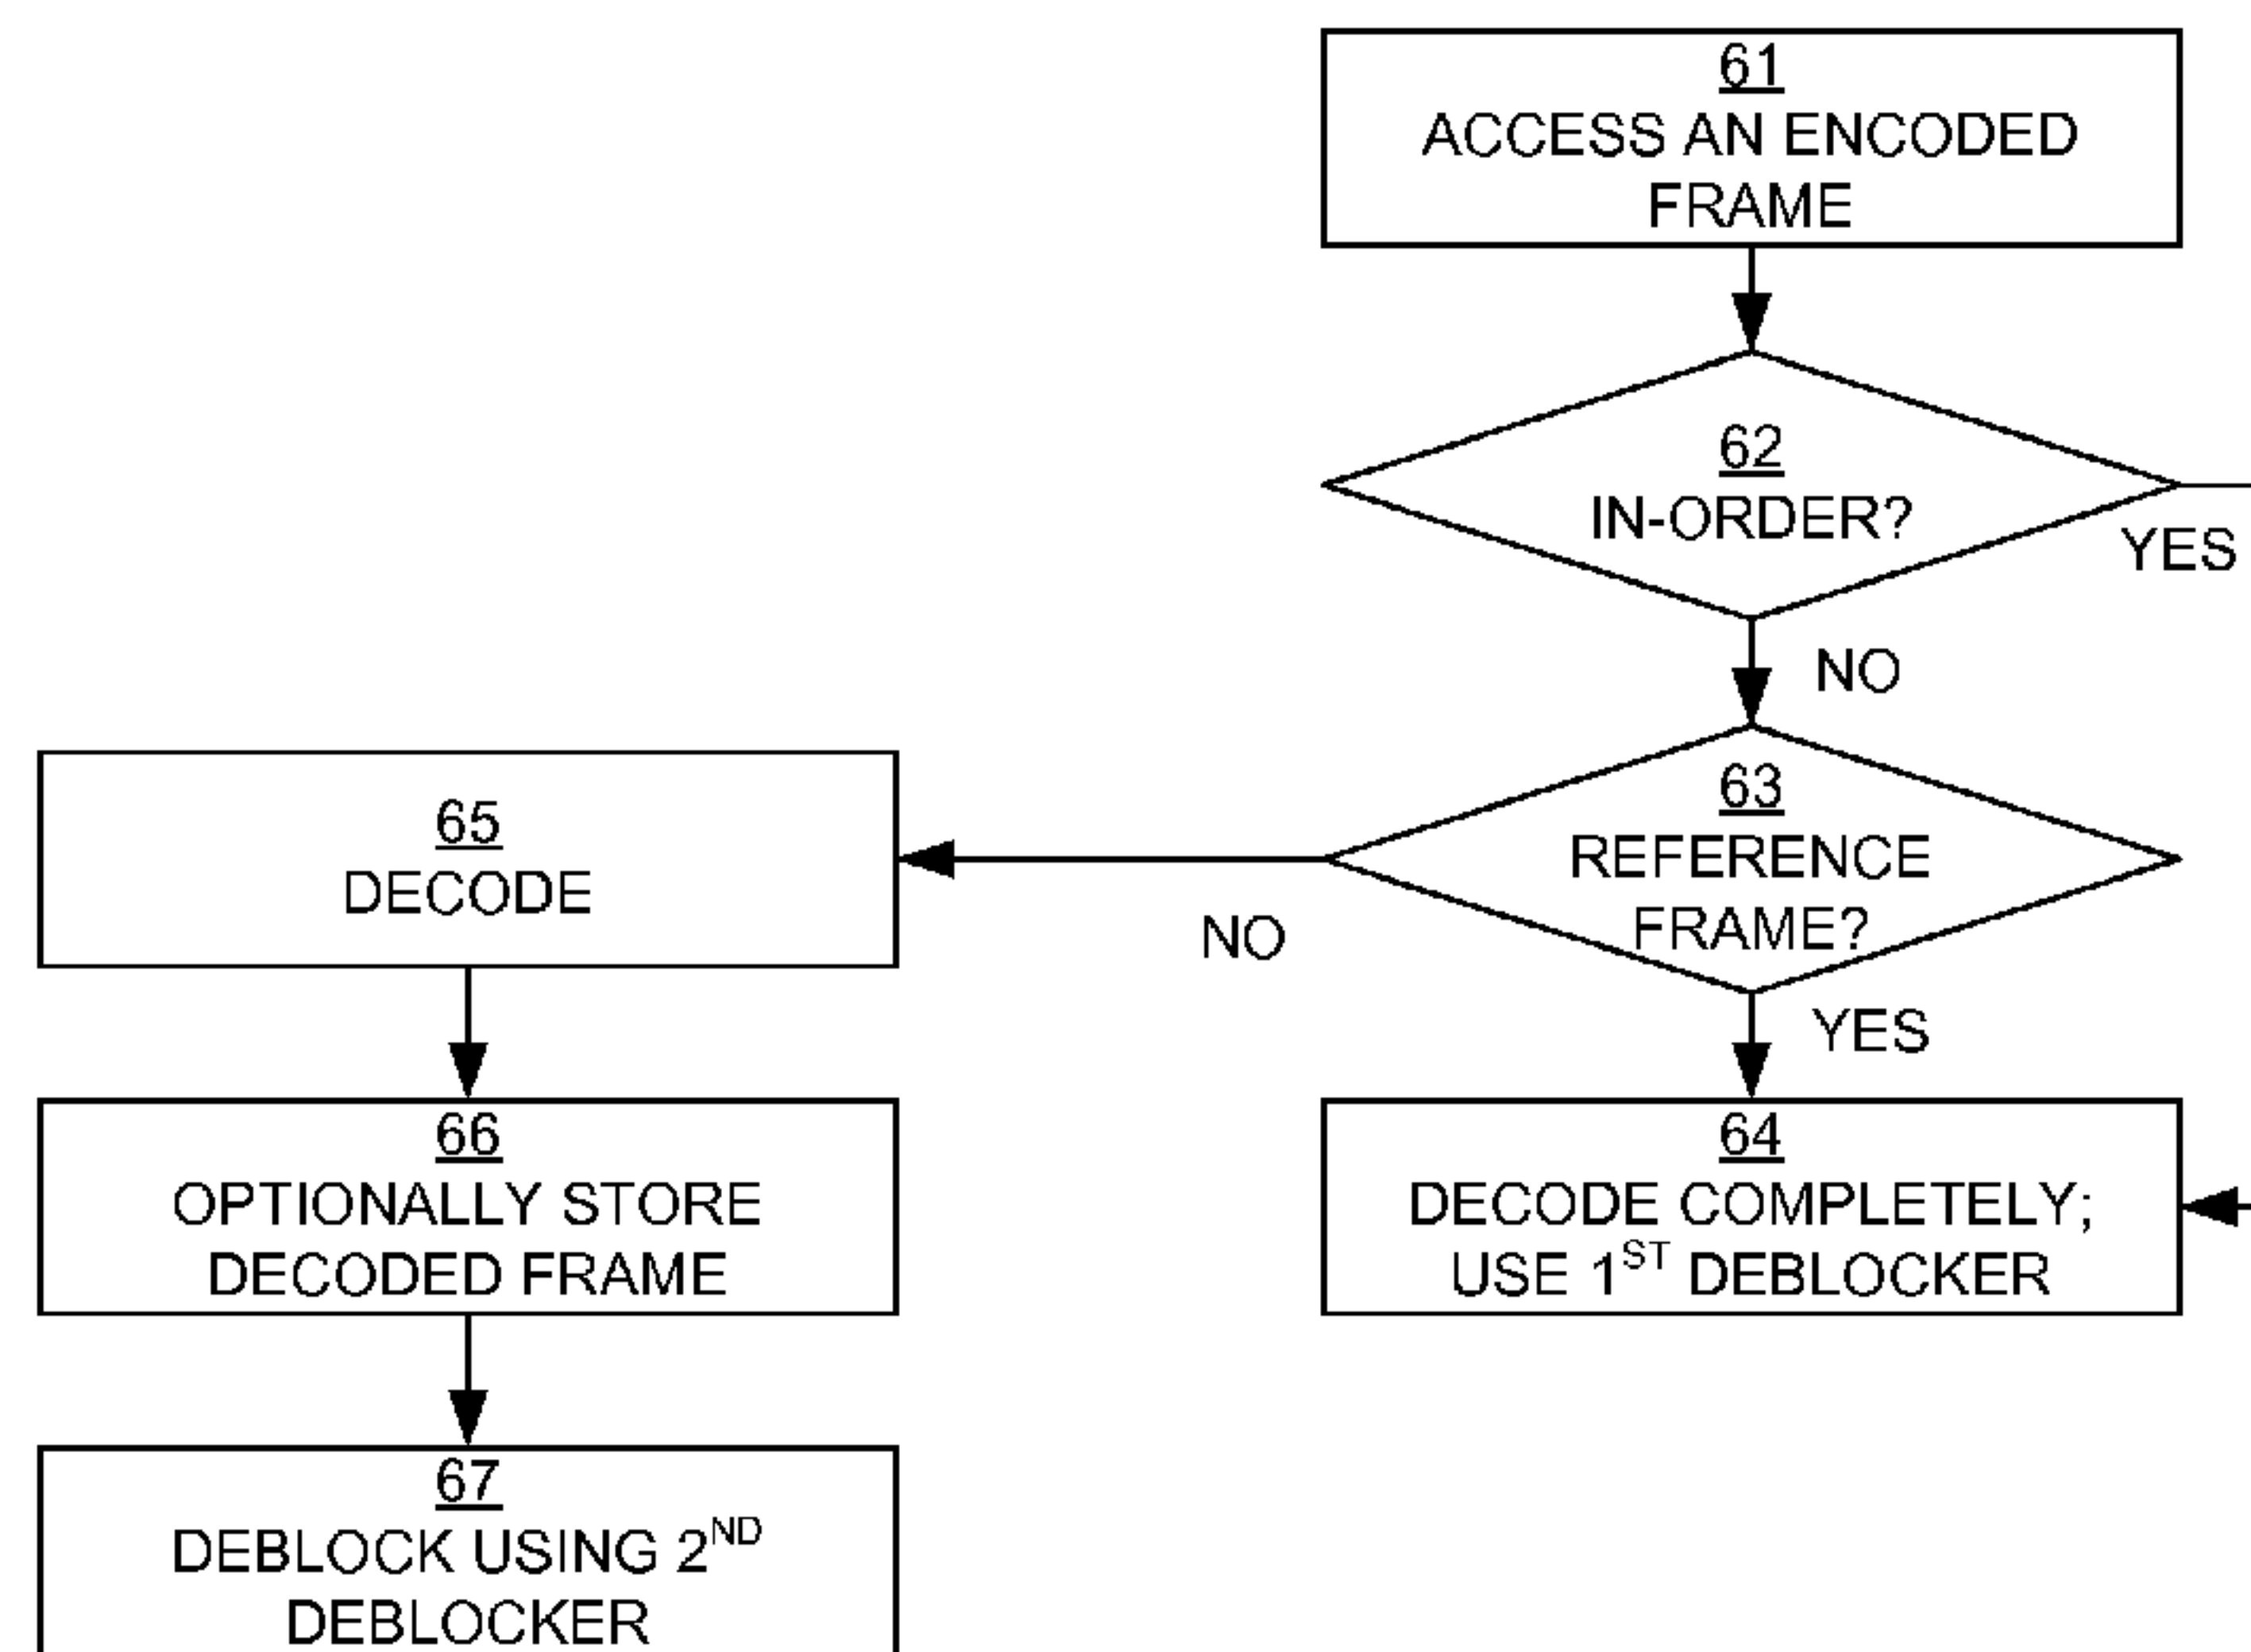 61
ACCESS AN ENCODED
FRAME
62
IN-ORDER?
YES
NO
63
REFERENCE
FRAME?
NO
YES
65
DECODE
66
OPTIONALLY STORE
DECODED FRAME
64
DECODE COMPLETELY;
USE 1ST DEBLOCKER
67
DEBLOCK USING 2ND
DEBLOCKER